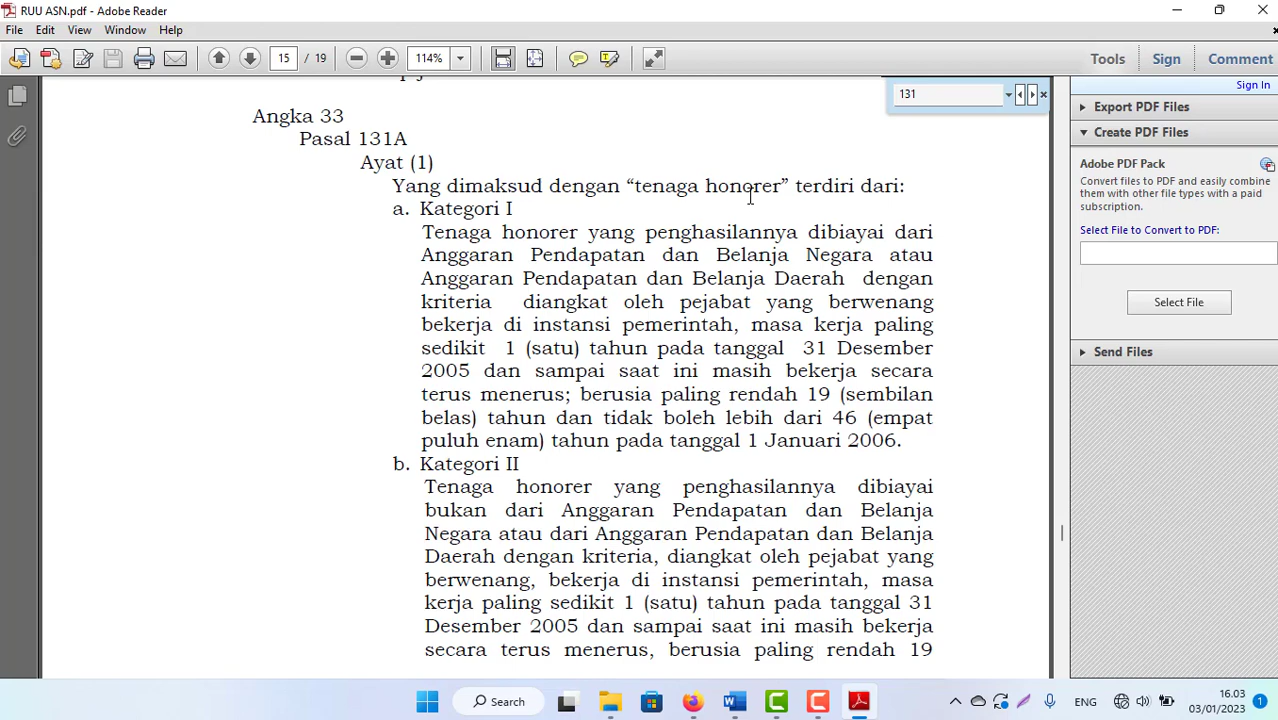 RUU ASN.pdf - Adobe Reader
File Edit View Window Help
15 / 19 114% Tools Sign Comment
131
Sign In
Export PDF Files
Create PDF Files
Adobe PDF Pack
Convert files to PDF and easily combine
them with other file types with a paid
subscription.
Select File to Convert to PDF:
Select File
Send Files
Angka 33
Pasal 131A
Ayat (1)
Yang dimaksud dengan “tenaga honorer” terdiri dari:
a. Kategori I
Tenaga honorer yang penghasilannya dibiayai dari
Anggaran Pendapatan dan Belanja Negara atau
Anggaran Pendapatan dan Belanja Daerah dengan
kriteria diangkat oleh pejabat yang berwenang
bekerja di instansi pemerintah, masa kerja paling
sedikit 1 (satu) tahun pada tanggal 31 Desember
2005 dan sampai saat ini masih bekerja secara
terus menerus; berusia paling rendah 19 (sembilan
belas) tahun dan tidak boleh lebih dari 46 (empat
puluh enam) tahun pada tanggal 1 Januari 2006.
b. Kategori II
Tenaga honorer yang penghasilannya dibiayai
bukan dari Anggaran Pendapatan dan Belanja
Negara atau dari Anggaran Pendapatan dan Belanja
Daerah dengan kriteria, diangkat oleh pejabat yang
berwenang, bekerja di instansi pemerintah, masa
kerja paling sedikit 1 (satu) tahun pada tanggal 31
Desember 2005 dan sampai saat ini masih bekerja
secara terus menerus, berusia paling rendah 19
Search
ENG
16.03
03/01/2023